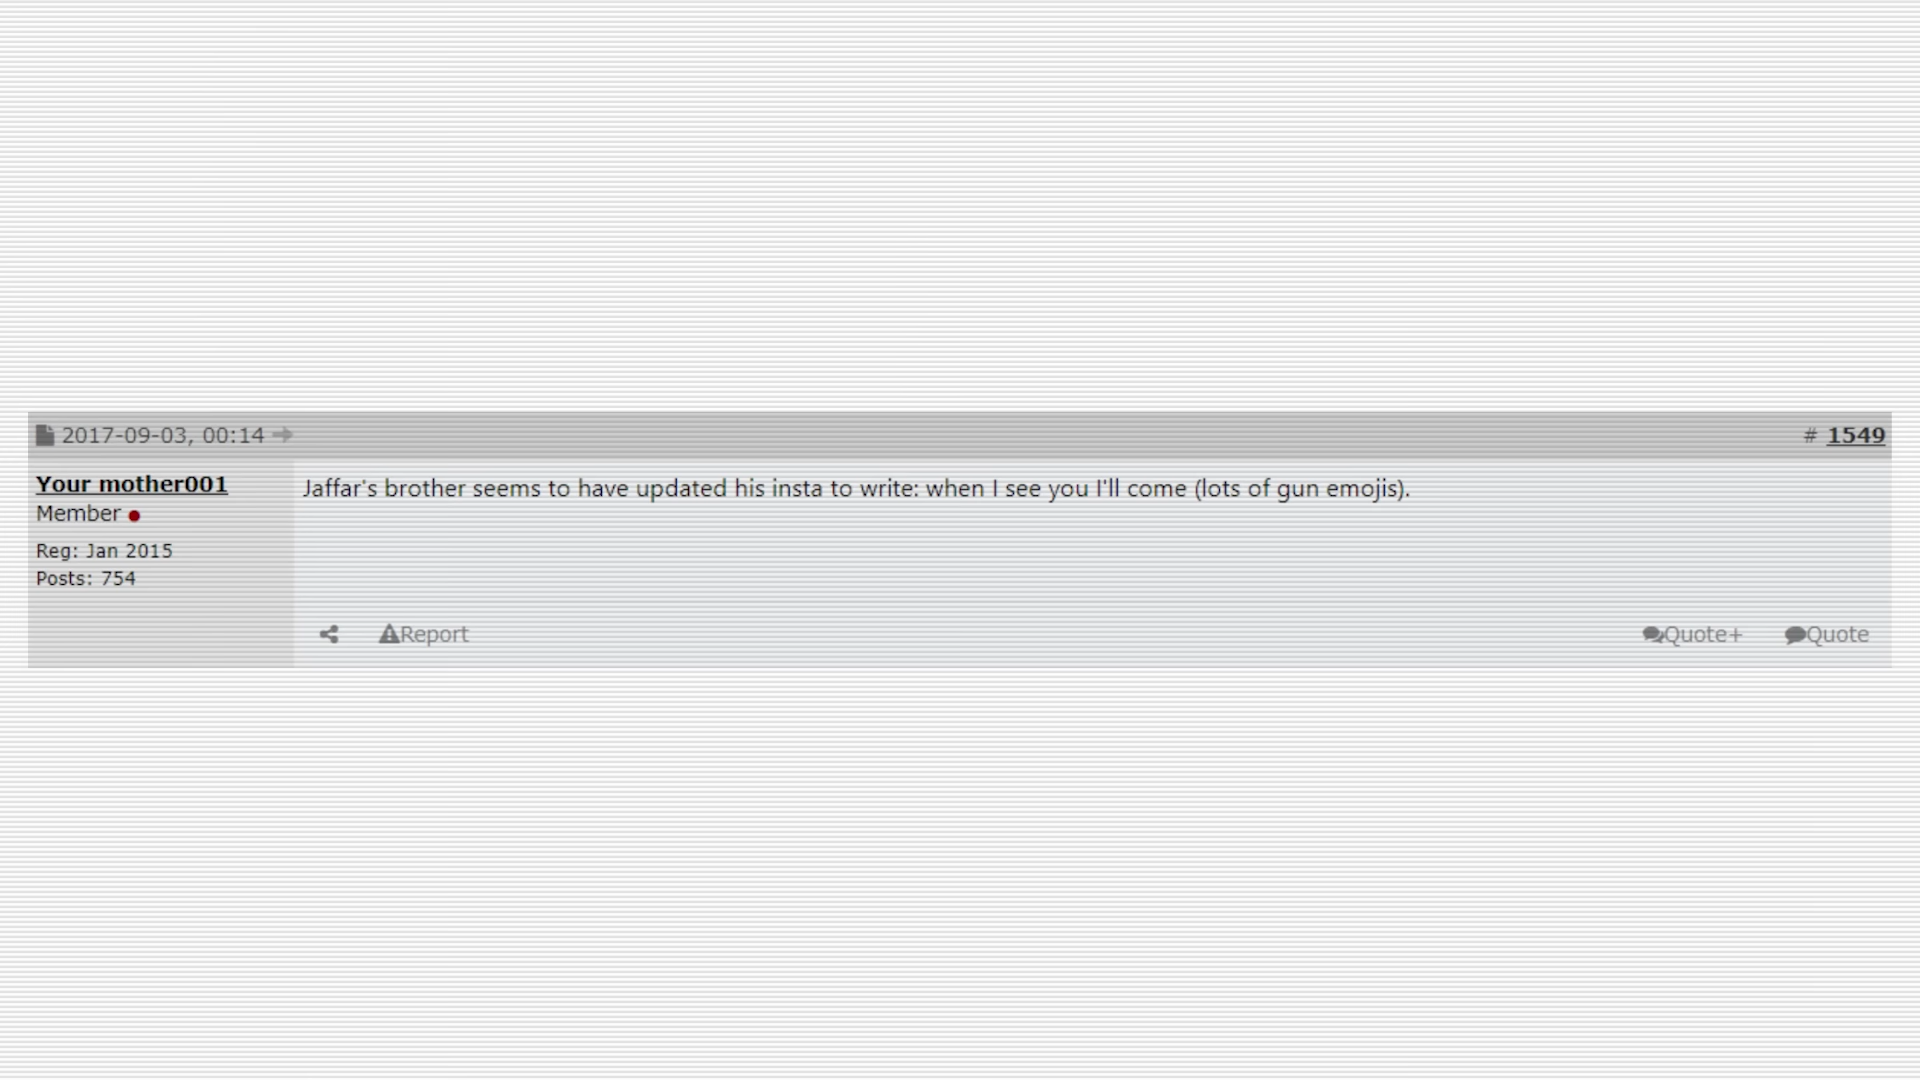 2017-09-03, 00:14
# 1549
Your mother001
Member
Reg: Jan 2015
Posts: 754
Jaffar's brother seems to have updated his insta to write: when I see you I'll come (lots of gun emojis).
Report
Quote+
Quote